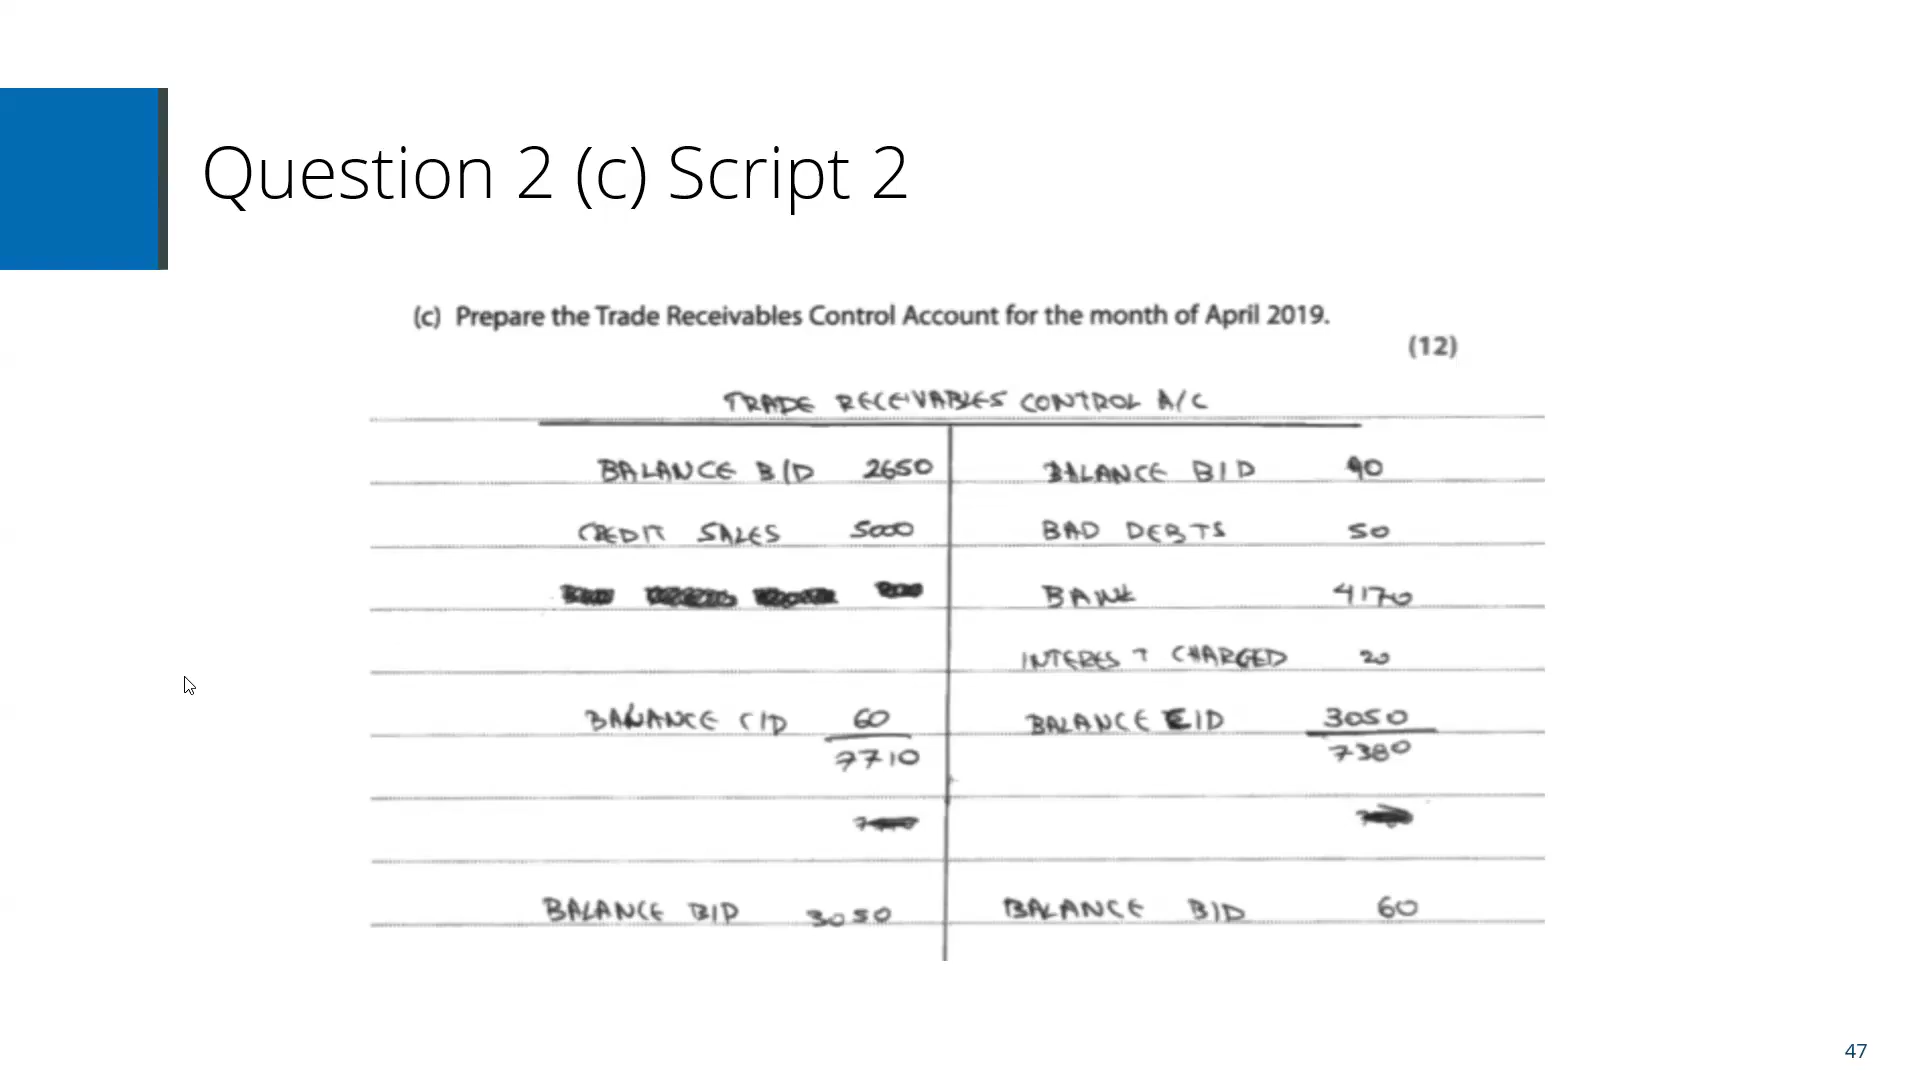 Question 2 (c) Script 2
(c) Prepare the Trade Receivables Control Account for the month of April 2019.
(12)
TRADE RECEIVABLES CONTROL A/C
BALANCE B/D 2650 BALANCE B/D 90
CREDIT SALES 5000 BAD DEBTS 50
BANK 4170
INTEREST CHARGED 20
BALANCE C/D 60 BALANCE C/D 3050
7710 7380
BALANCE B/D 3050 BALANCE B/D 60
47